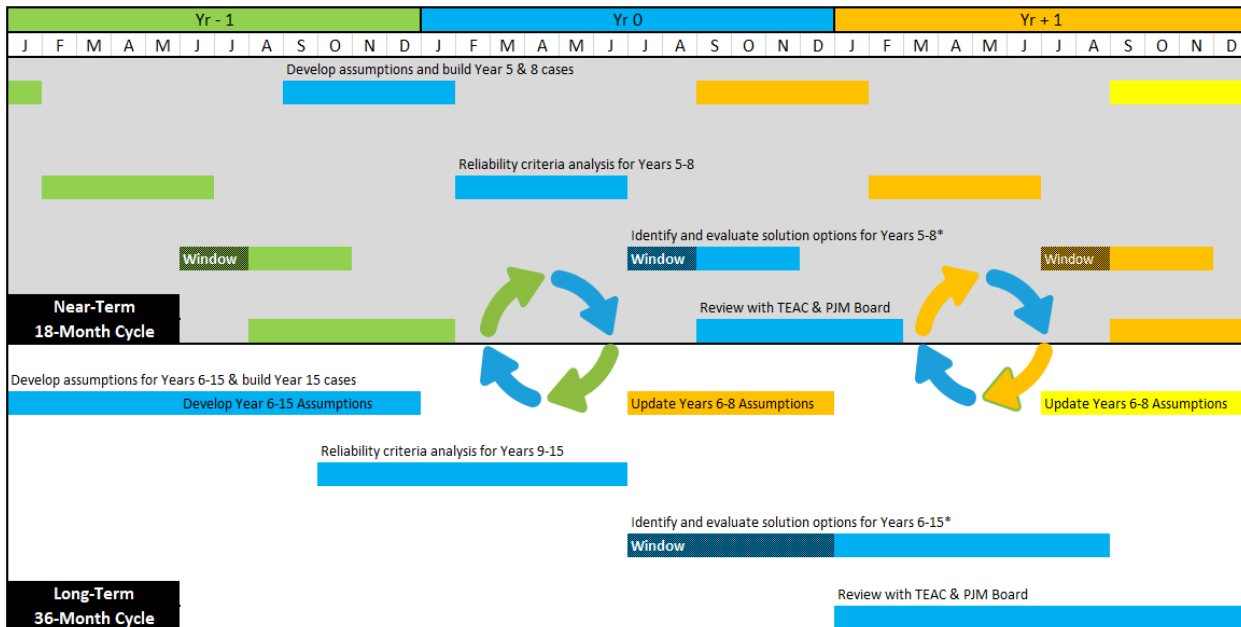 Yr - 1 Yr 0 Yr + 1
J F M A M J J A S O N D J F M A M J J A S O N D J F M A M J J A S O N D
Develop assumptions and build Year 5 & 8 cases
Reliability criteria analysis for Years 5-8
Identify and evaluate solution options for Years 5-8*
Window Window Window
Near-Term
18-Month Cycle
Review with TEAC & PJM Board
Develop assumptions for Years 6-15 & build Year 15 cases
Develop Year 6-15 Assumptions Update Years 6-8 Assumptions Update Years 6-8 Assumptions
Reliability criteria analysis for Years 9-15
Identify and evaluate solution options for Years 6-15*
Window
Long-Term
36-Month Cycle
Review with TEAC & PJM Board